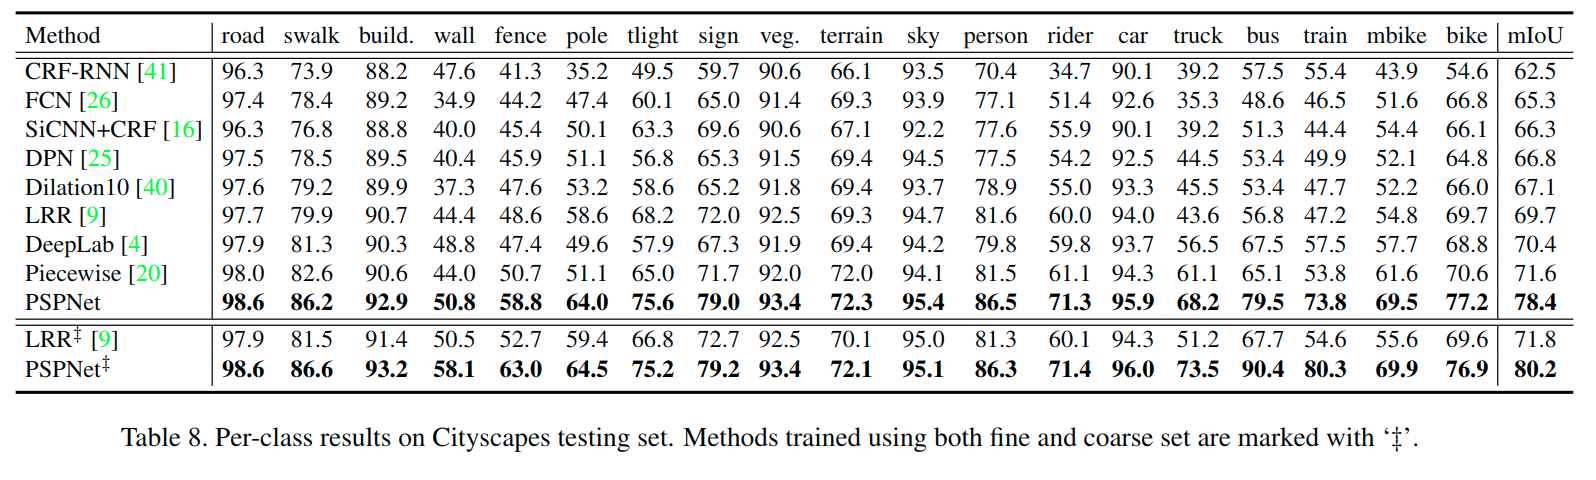 Method road swalk build. wall fence pole tlight sign veg. terrain sky person rider car truck bus train mbike bike mIoU
CRF-RNN [41] 96.3 73.9 88.2 47.6 41.3 35.2 49.5 59.7 90.6 66.1 93.5 70.4 34.7 90.1 39.2 57.5 55.4 43.9 54.6 62.5
FCN [26] 97.4 78.4 89.2 34.9 44.2 47.4 60.1 65.0 91.4 69.3 93.9 77.1 51.4 92.6 35.3 48.6 46.5 51.6 66.8 65.3
SiCNN+CRF [16] 96.3 76.8 88.8 40.0 45.4 50.1 63.3 69.6 90.6 67.1 92.2 77.6 55.9 90.1 39.2 51.3 44.4 54.4 66.1 66.3
DPN [25] 97.5 78.5 89.5 40.4 45.9 51.1 56.8 65.3 91.5 69.4 94.5 77.5 54.2 92.5 44.5 53.4 49.9 52.1 64.8 66.8
Dilation10 [40] 97.6 79.2 89.9 37.3 47.6 53.2 58.6 65.2 91.8 69.4 93.7 78.9 55.0 93.3 45.5 53.4 47.7 52.2 66.0 67.1
LRR [9] 97.7 79.9 90.7 44.4 48.6 58.6 68.2 72.0 92.5 69.3 94.7 81.6 60.0 94.0 43.6 56.8 47.2 54.8 69.7 69.7
DeepLab [4] 97.9 81.3 90.3 48.8 47.4 49.6 57.9 67.3 91.9 69.4 94.2 79.8 59.8 93.7 56.5 67.5 57.5 57.7 68.8 70.4
Piecewise [20] 98.0 82.6 90.6 44.0 50.7 51.1 65.0 71.7 92.0 72.0 94.1 81.5 61.1 94.3 61.1 65.1 53.8 61.6 70.6 71.6
PSPNet 98.6 86.2 92.9 50.8 58.8 64.0 75.6 79.0 93.4 72.3 95.4 86.5 71.3 95.9 68.2 79.5 73.8 69.5 77.2 78.4
LRR‡ [9] 97.9 81.5 91.4 50.5 52.7 59.4 66.8 72.7 92.5 70.1 95.0 81.3 60.1 94.3 51.2 67.7 54.6 55.6 69.6 71.8
PSPNet‡ 98.6 86.6 93.2 58.1 63.0 64.5 75.2 79.2 93.4 72.1 95.1 86.3 71.4 96.0 73.5 90.4 80.3 69.9 76.9 80.2
Table 8. Per-class results on Cityscapes testing set. Methods trained using both fine and coarse set are marked with ‘‡’.